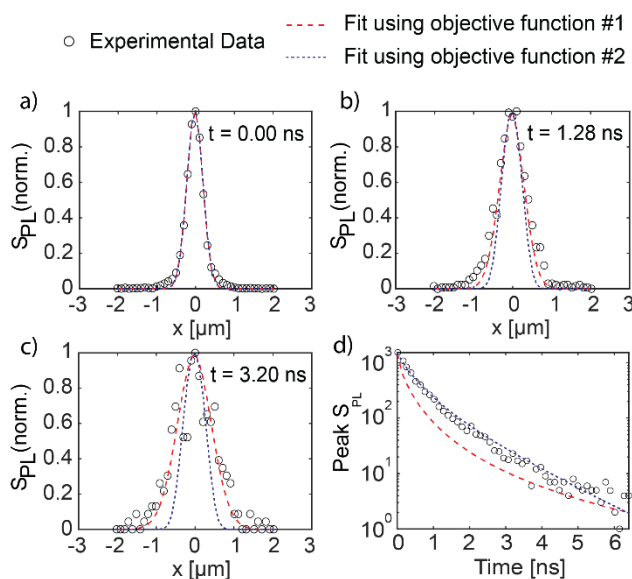 Experimental Data
Fit using objective function #1
Fit using objective function #2
a)
t = 0.00 ns
1
0.8
0.6
0.4
0.2
0
SPL(norm.)
-3 -2 -1 0 1 2 3
x [µm]
b)
t = 1.28 ns
1
0.8
0.6
0.4
0.2
0
SPL(norm.)
-3 -2 -1 0 1 2 3
x [µm]
c)
t = 3.20 ns
1
0.8
0.6
0.4
0.2
0
SPL(norm.)
-3 -2 -1 0 1 2 3
x [µm]
d)
10³
10²
10¹
10⁰
Peak SPL
0 1 2 3 4 5 6
Time [ns]